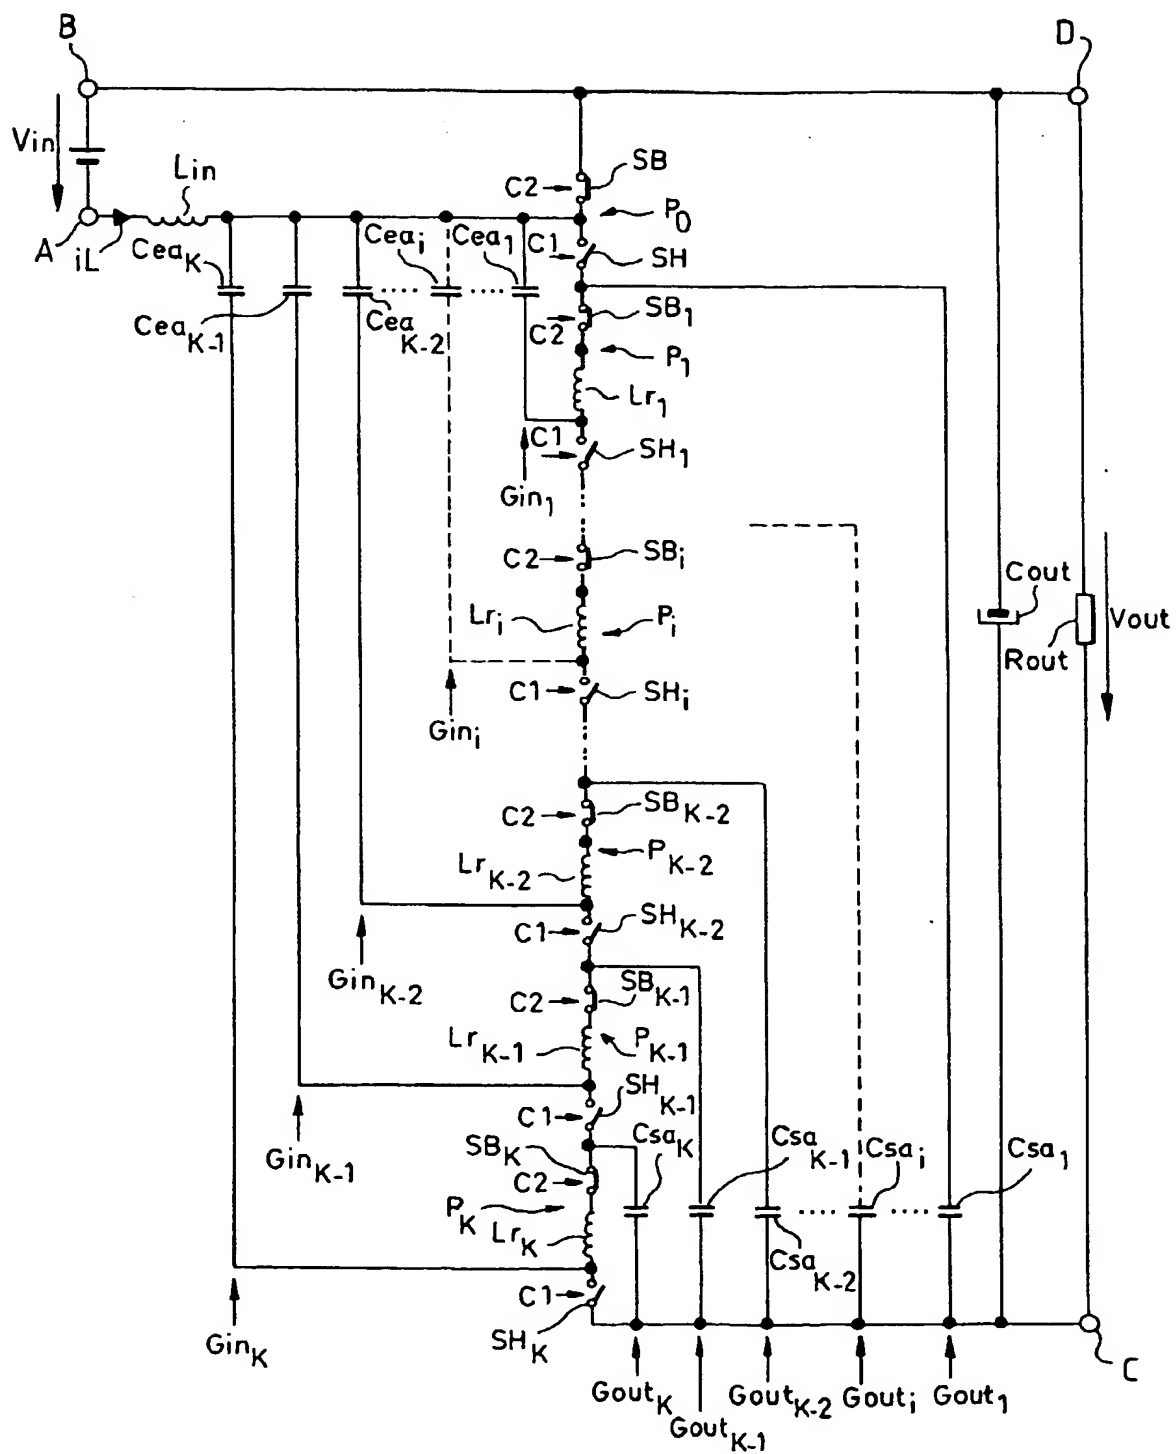 B
D
Vin
Lin
C2
SB
P0
A
iL
CeaK
Ceai
Cea1
C1
SH
CeaK-1
CeaK-2
C2
SB1
P1
Lr1
C1
SH1
Gin1
C2
SBi
Cout
Lri
Pi
Vout
Rout
C1
SHi
Gini
C2
SBK-2
LrK-2
PK-2
C1
SHK-2
GinK-2
C2
SBK-1
LrK-1
PK-1
C1
SHK-1
GinK-1
SBK
CsaK
CsaK-1
Csai
Csa1
C2
PK
LrK
CsaK-2
C1
GinK
SHK
C
GoutK
GoutK-1
GoutK-2
Gouti
Gout1